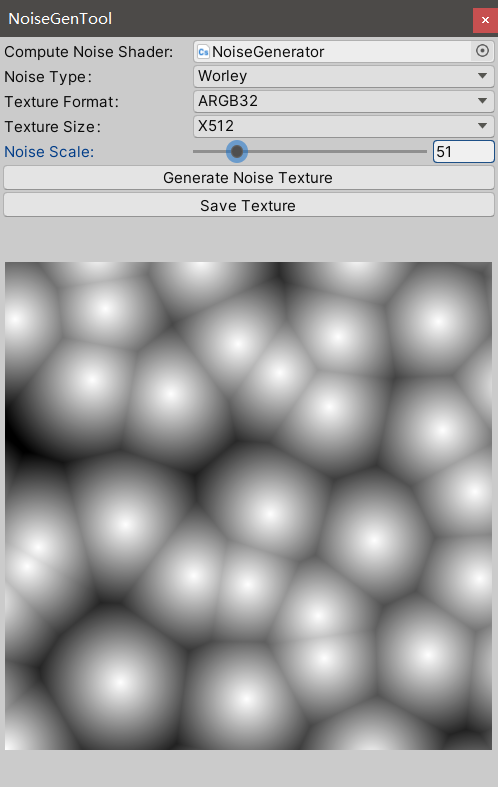 NoiseGenTool
Compute Noise Shader: NoiseGenerator
Noise Type: Worley
Texture Format: ARGB32
Texture Size: X512
Noise Scale: 51
Generate Noise Texture
Save Texture